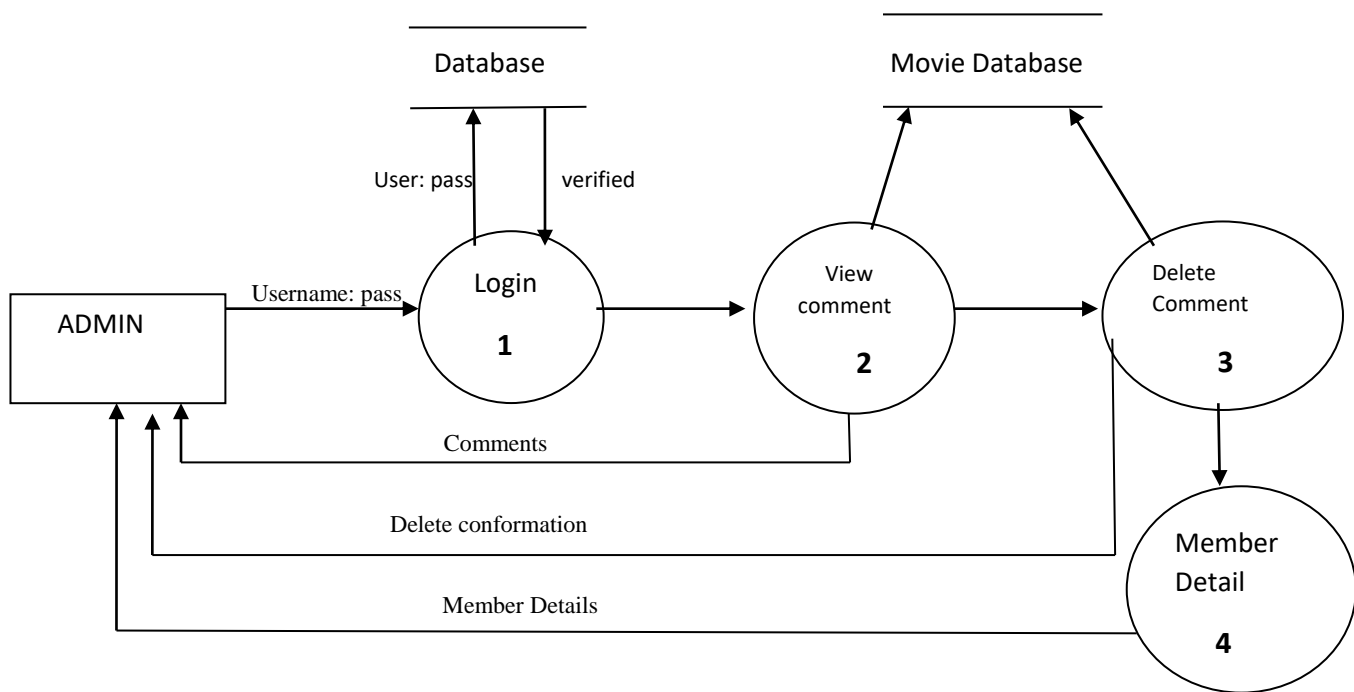 Database
Movie Database
User: pass
verified
Login
1
View
comment
2
Delete
Comment
3
Username: pass
ADMIN
Comments
Delete conformation
Member
Detail
4
Member Details